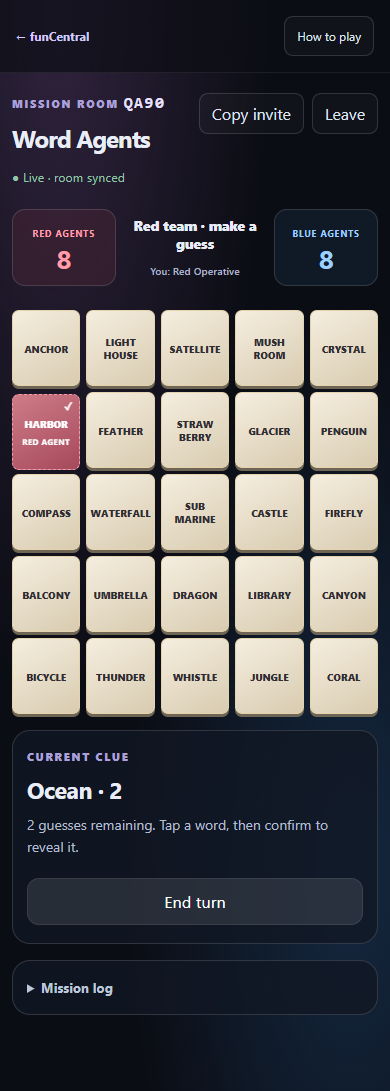 ← funCentral
How to play
MISSION ROOM QA90
Copy invite
Leave
Word Agents
● Live · room synced
RED AGENTS
8
Red team · make a
guess
You: Red Operative
BLUE AGENTS
8
ANCHOR
LIGHT
HOUSE
SATELLITE
MUSH
ROOM
CRYSTAL
✓
HARBOR
RED AGENT
FEATHER
STRAW
BERRY
GLACIER
PENGUIN
COMPASS
WATERFALL
SUB
MARINE
CASTLE
FIREFLY
BALCONY
UMBRELLA
DRAGON
LIBRARY
CANYON
BICYCLE
THUNDER
WHISTLE
JUNGLE
CORAL
CURRENT CLUE
Ocean · 2
2 guesses remaining. Tap a word, then confirm to
reveal it.
End turn
▶ Mission log